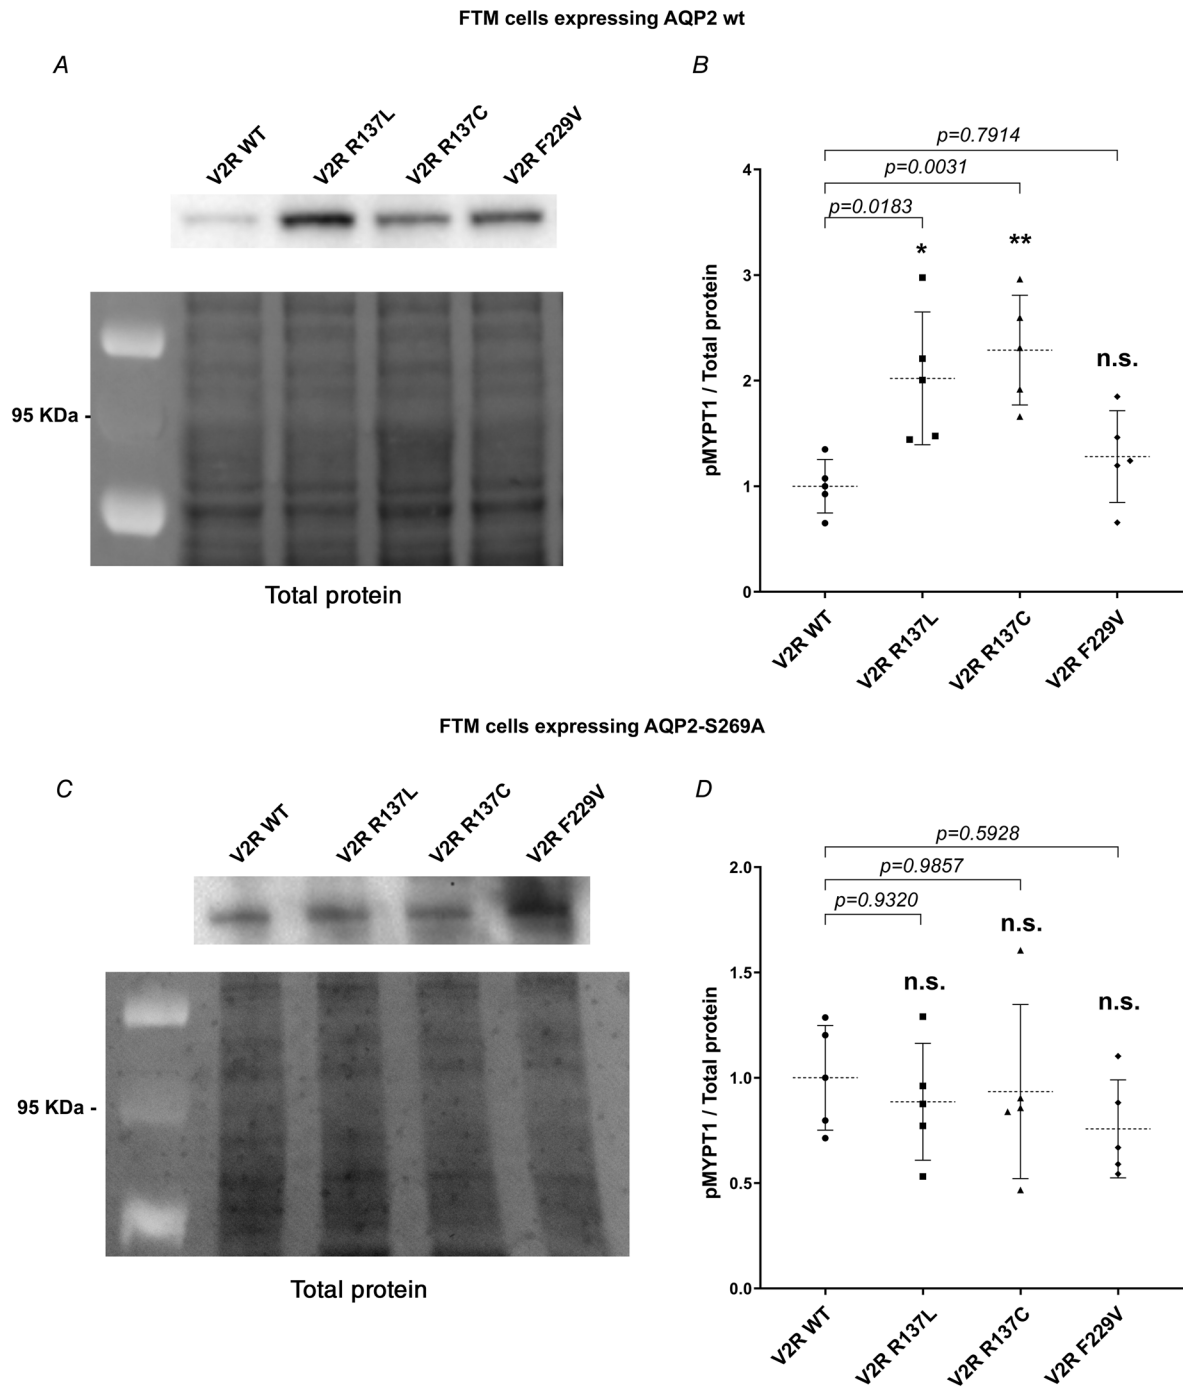 FTM cells expressing AQP2 wt
A
V2R WT
V2R R137L
V2R R137C
V2R F229V
95 KDa -
Total protein
B
p=0.7914
p=0.0031
p=0.0183
*
**
n.s.
pMYPT1 / Total protein
4
3
2
1
0
V2R WT
V2R R137L
V2R R137C
V2R F229V
FTM cells expressing AQP2-S269A
C
V2R WT
V2R R137L
V2R R137C
V2R F229V
95 KDa -
Total protein
D
p=0.5928
p=0.9857
p=0.9320
n.s.
n.s.
n.s.
pMYPT1 / Total protein
2.0
1.5
1.0
0.5
0.0
V2R WT
V2R R137L
V2R R137C
V2R F229V